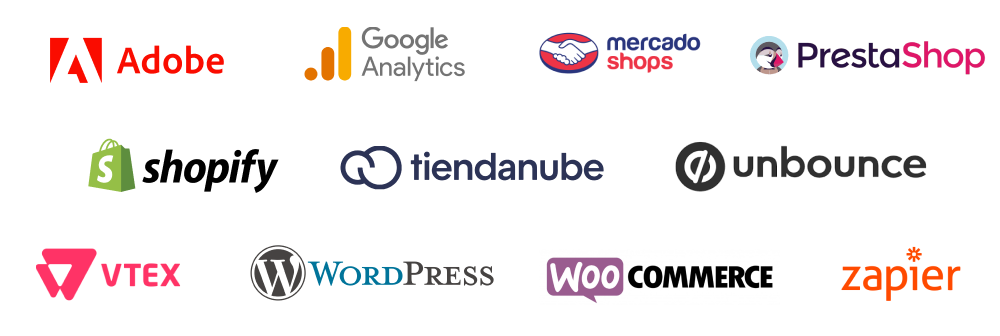 Adobe
Google
Analytics
mercado
shops
PrestaShop
S shopify
tiendanube
unbounce
VTEX
W WORDPRESS
WOO COMMERCE
zapier